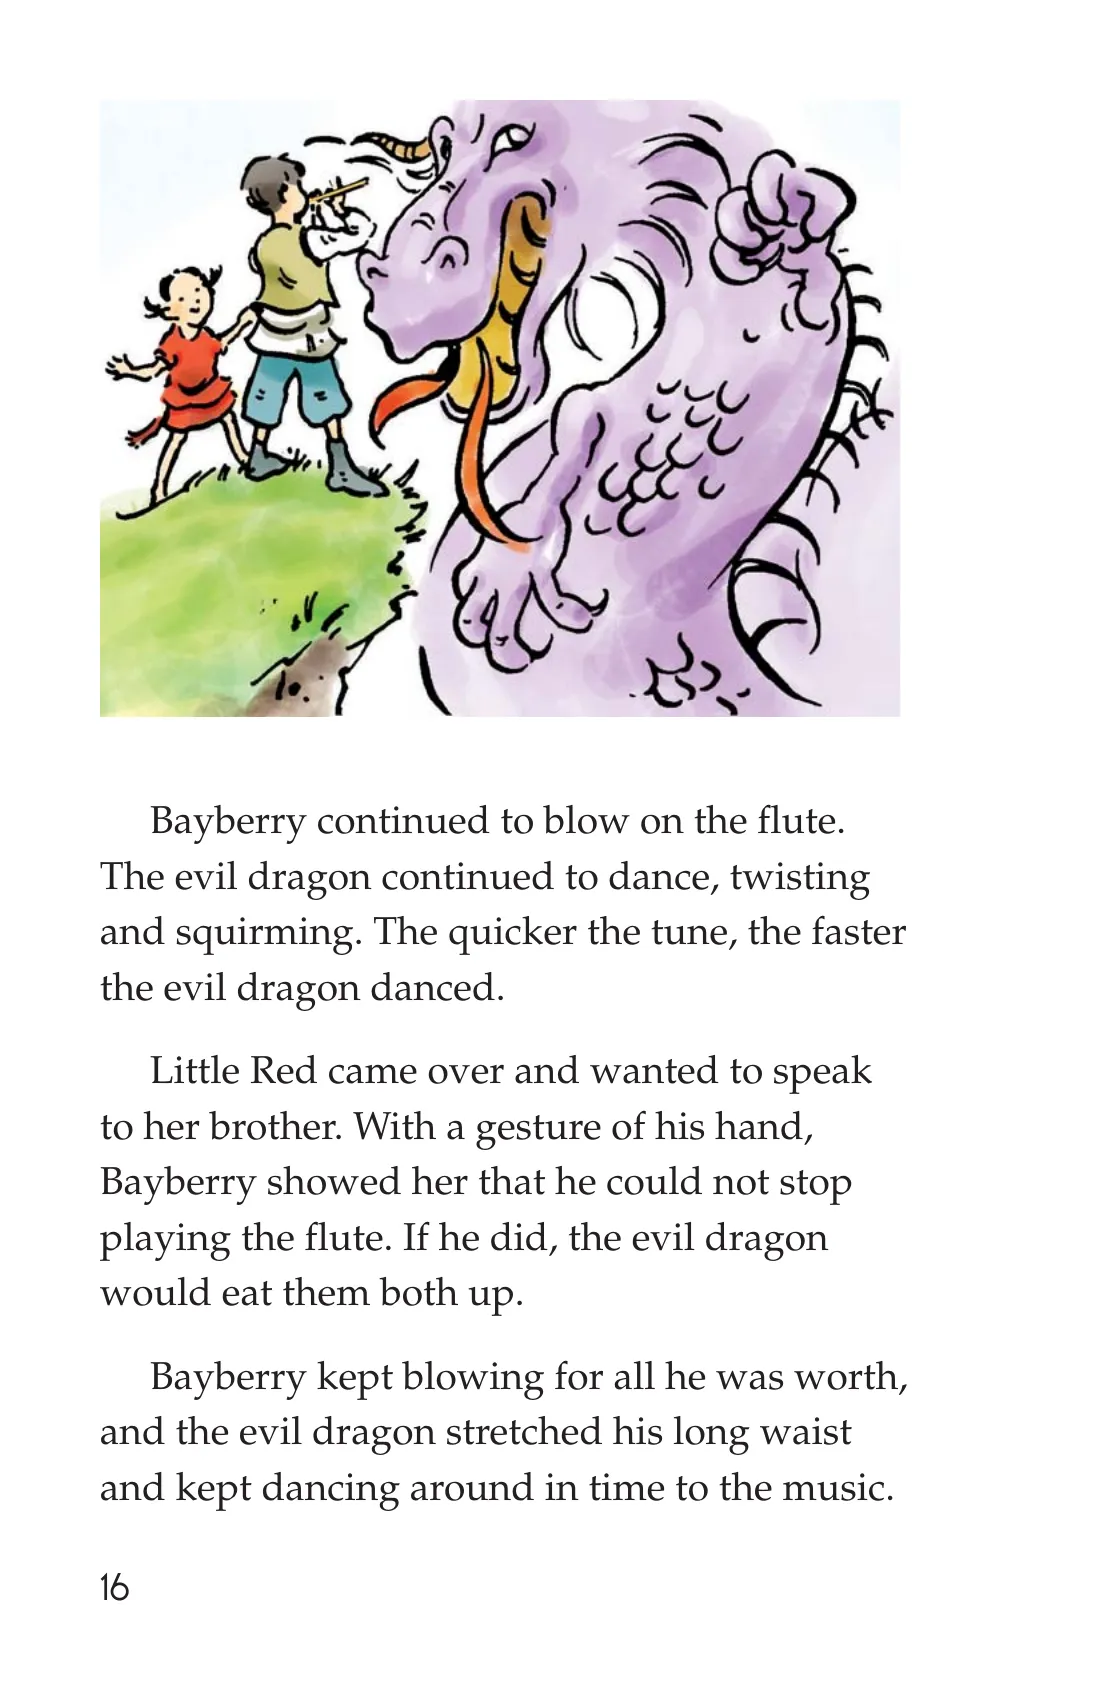 Bayberry continued to blow on the flute.
The evil dragon continued to dance, twisting
and squirming. The quicker the tune, the faster
the evil dragon danced.
Little Red came over and wanted to speak
to her brother. With a gesture of his hand,
Bayberry showed her that he could not stop
playing the flute. If he did, the evil dragon
would eat them both up.
Bayberry kept blowing for all he was worth,
and the evil dragon stretched his long waist
and kept dancing around in time to the music.
16